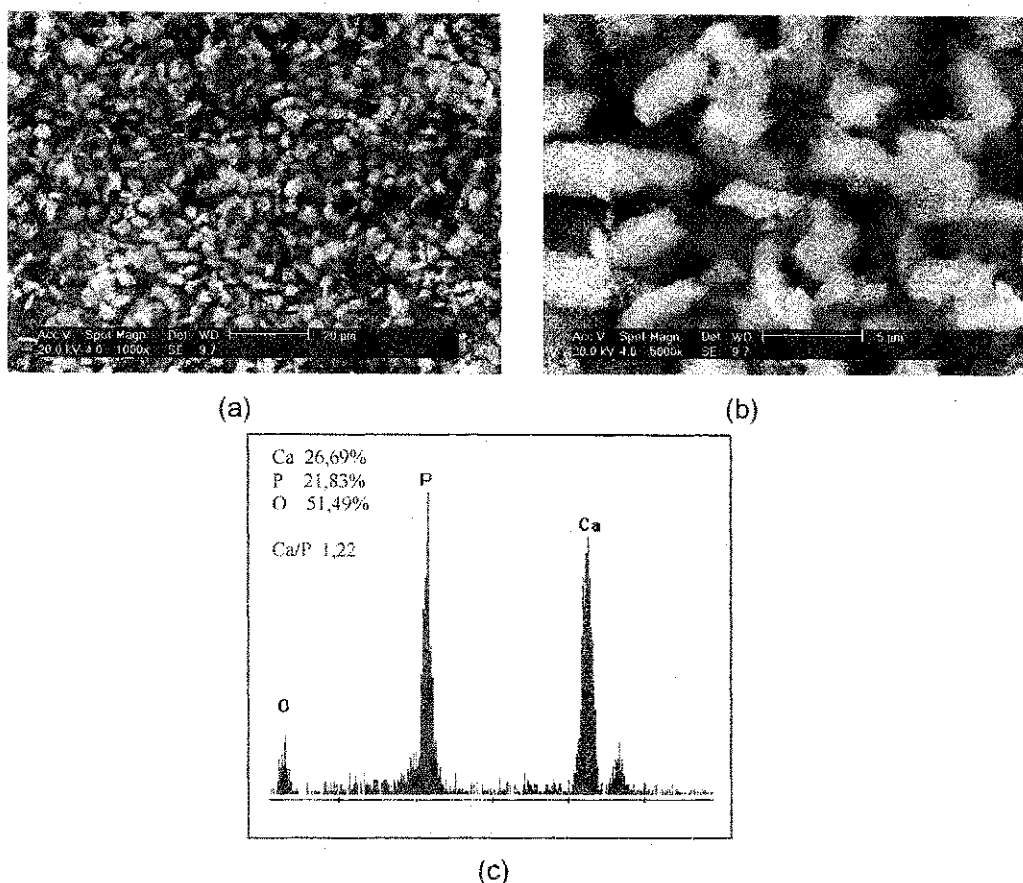 Acc.V Spot Magn Det WD 20 µm
20.0 kV 4.0 1000x SE 9.7
Acc.V Spot Magn Det WD 5 µm
20.0 kV 4.0 5000x SE 9.7
(a)
(b)
Ca 26,69%
P 21,83%
O 51,49%
Ca/P 1,22
P
Ca
O
(c)